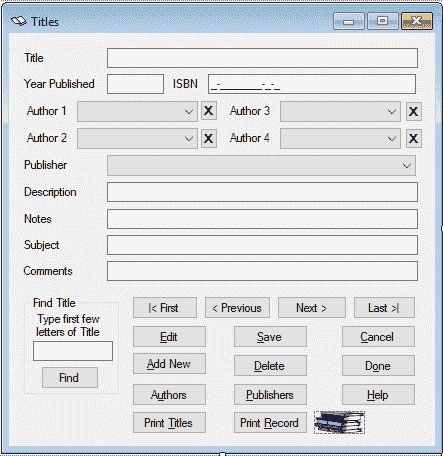 Titles
Title
Year Published ISBN _-_______-_-_
Author 1 X Author 3 X
Author 2 X Author 4 X
Publisher
Description
Notes
Subject
Comments
Find Title
Type first few
letters of Title
Find
|< First < Previous Next > Last >|
Edit Save Cancel
Add New Delete Done
Authors Publishers Help
Print Titles Print Record